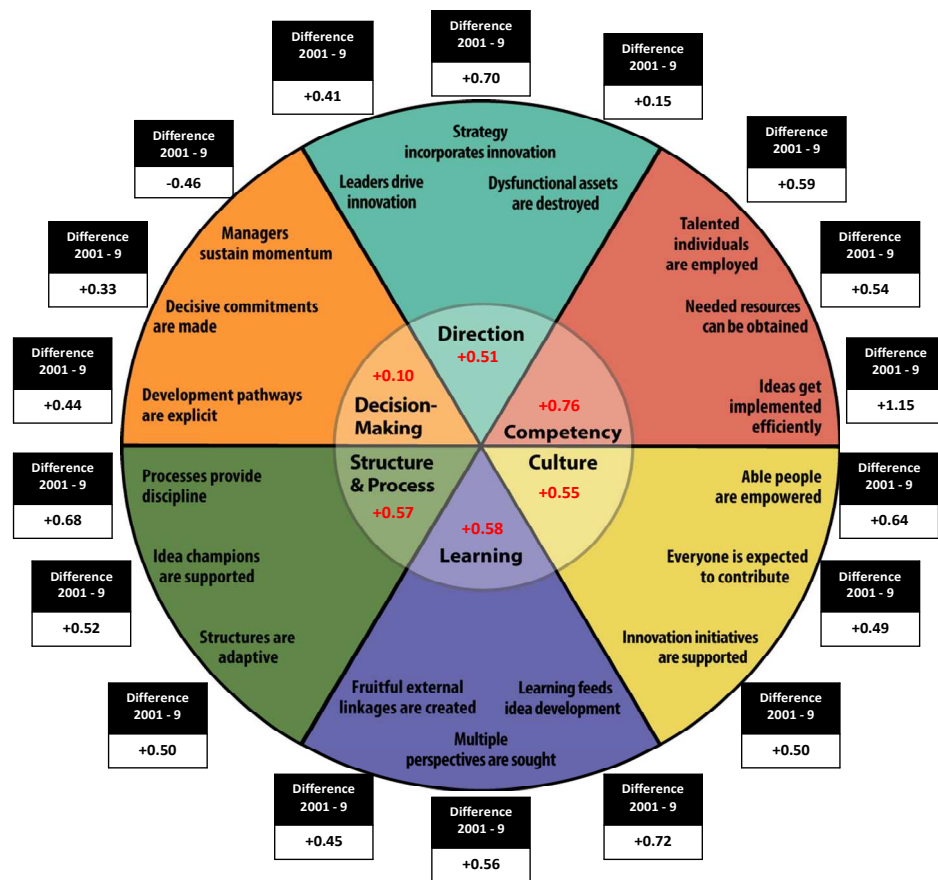 Difference
2001 - 9
+0.41
Difference
2001 - 9
+0.70
Difference
2001 - 9
+0.15
Difference
2001 - 9
-0.46
Difference
2001 - 9
+0.59
Difference
2001 - 9
+0.33
Difference
2001 - 9
+0.54
Difference
2001 - 9
+0.44
Difference
2001 - 9
+1.15
Difference
2001 - 9
+0.68
Difference
2001 - 9
+0.64
Difference
2001 - 9
+0.52
Difference
2001 - 9
+0.49
Difference
2001 - 9
+0.50
Difference
2001 - 9
+0.50
Difference
2001 - 9
+0.45
Difference
2001 - 9
+0.56
Difference
2001 - 9
+0.72
Strategy
incorporates innovation
Leaders drive
innovation
Dysfunctional assets
are destroyed
Talented
individuals
are employed
Needed resources
can be obtained
Ideas get
implemented
efficiently
Managers
sustain momentum
Decisive commitments
are made
Development pathways
are explicit
Direction
+0.51
+0.10
Decision-
Making
+0.76
Competency
Structure
& Process
+0.57
Culture
+0.55
+0.58
Learning
Processes provide
discipline
Idea champions
are supported
Structures are
adaptive
Able people
are empowered
Everyone is expected
to contribute
Innovation initiatives
are supported
Fruitful external
linkages are created
Learning feeds
idea development
Multiple
perspectives are sought